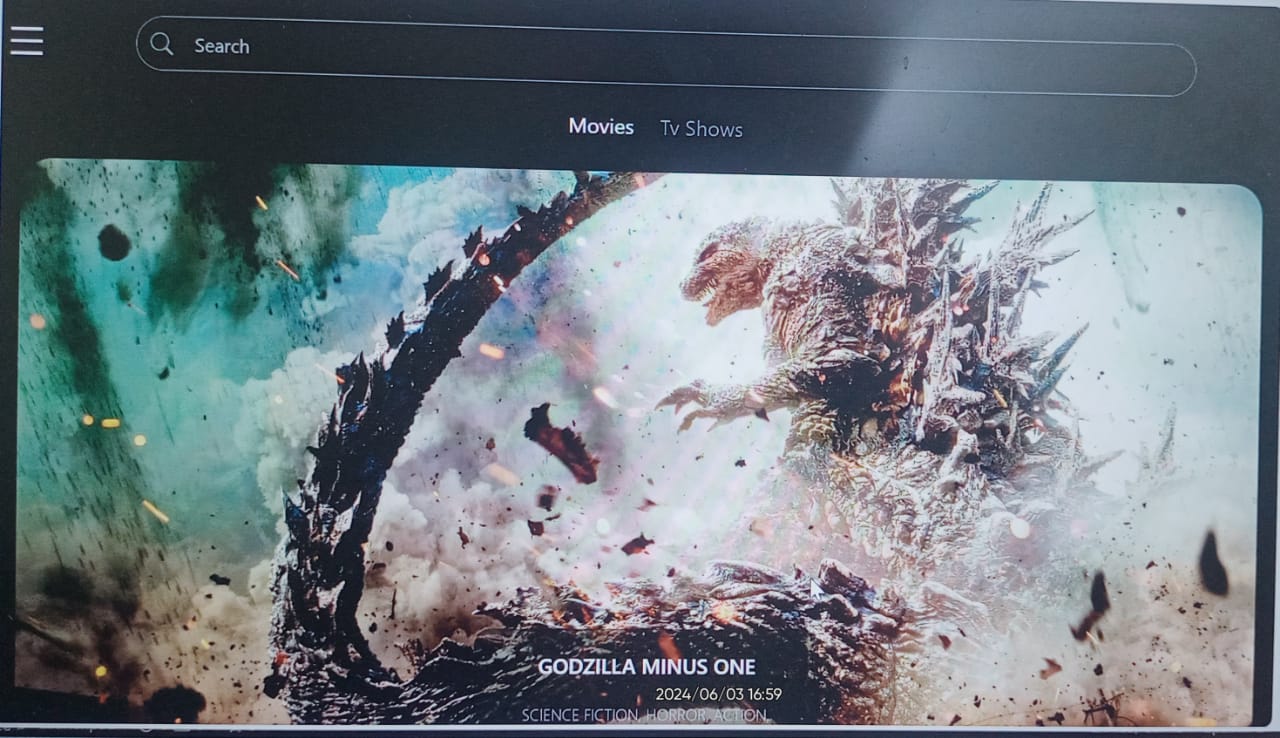 Search
Movies Tv Shows
GODZILLA MINUS ONE
2024/06/03 16:59
SCIENCE FICTION, HORROR, ACTION,